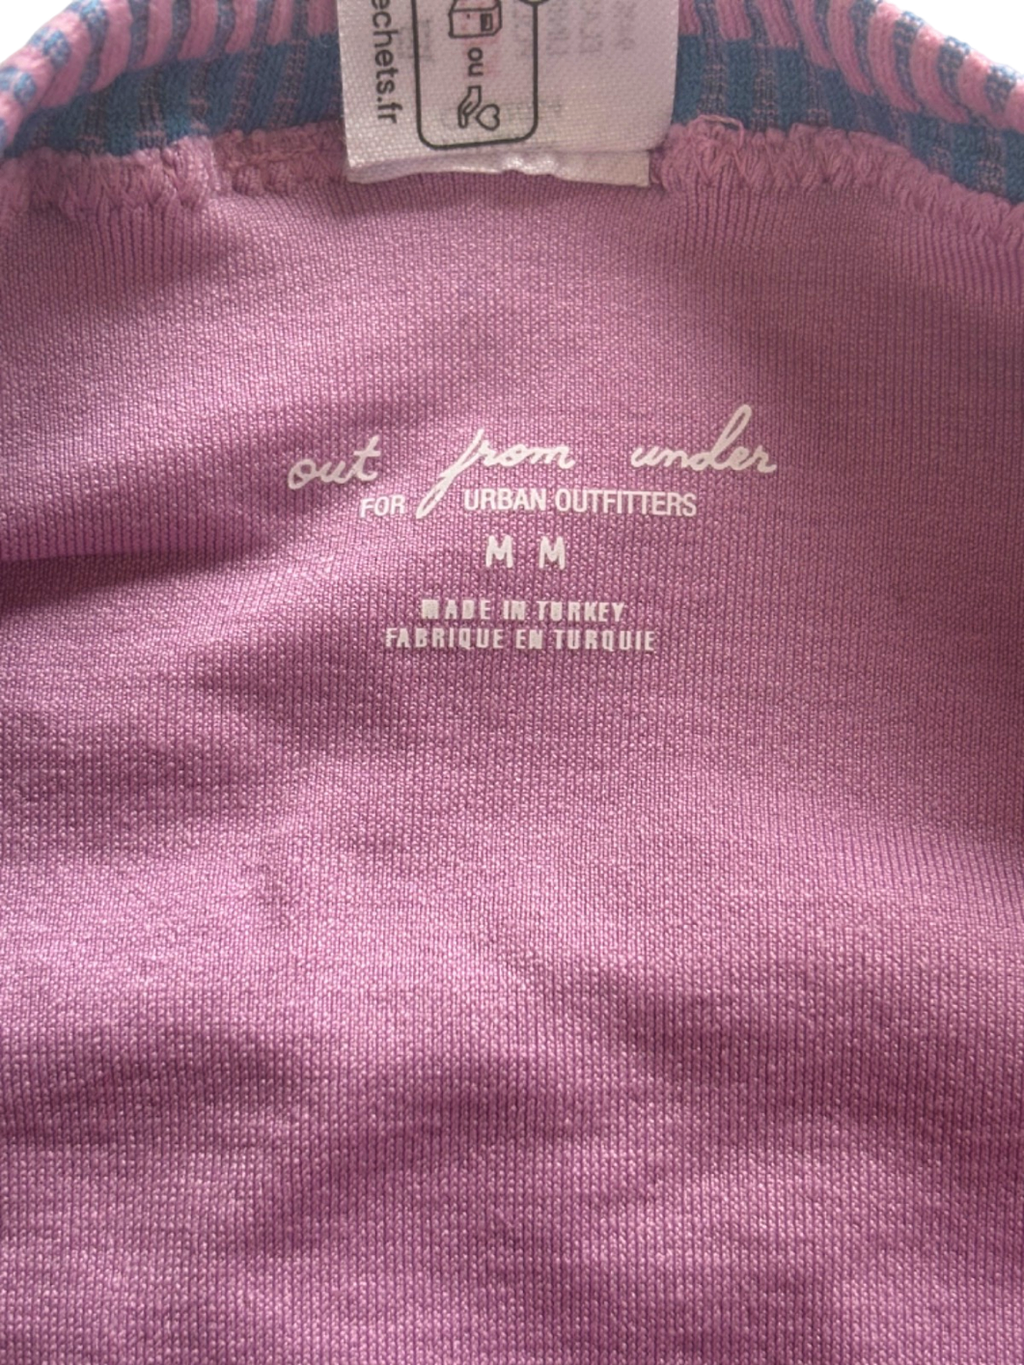 echets.fr
ou
out from under
FOR URBAN OUTFITTERS
M M
MADE IN TURKEY
FABRIQUE EN TURQUIE